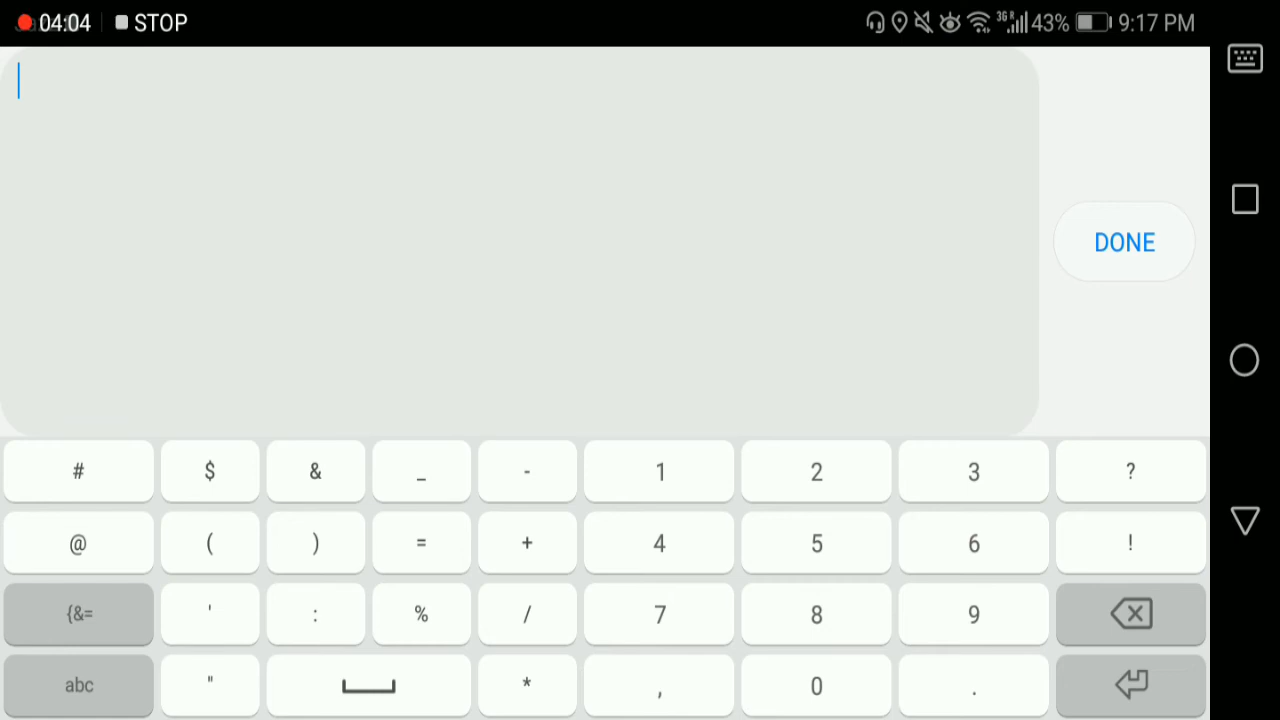 04:04 STOP 3G R 43% 9:17 PM
DONE
# $ & _ - 1 2 3 ?
@ ( ) = + 4 5 6 !
{&= ' : % / 7 8 9
abc " * , 0 .